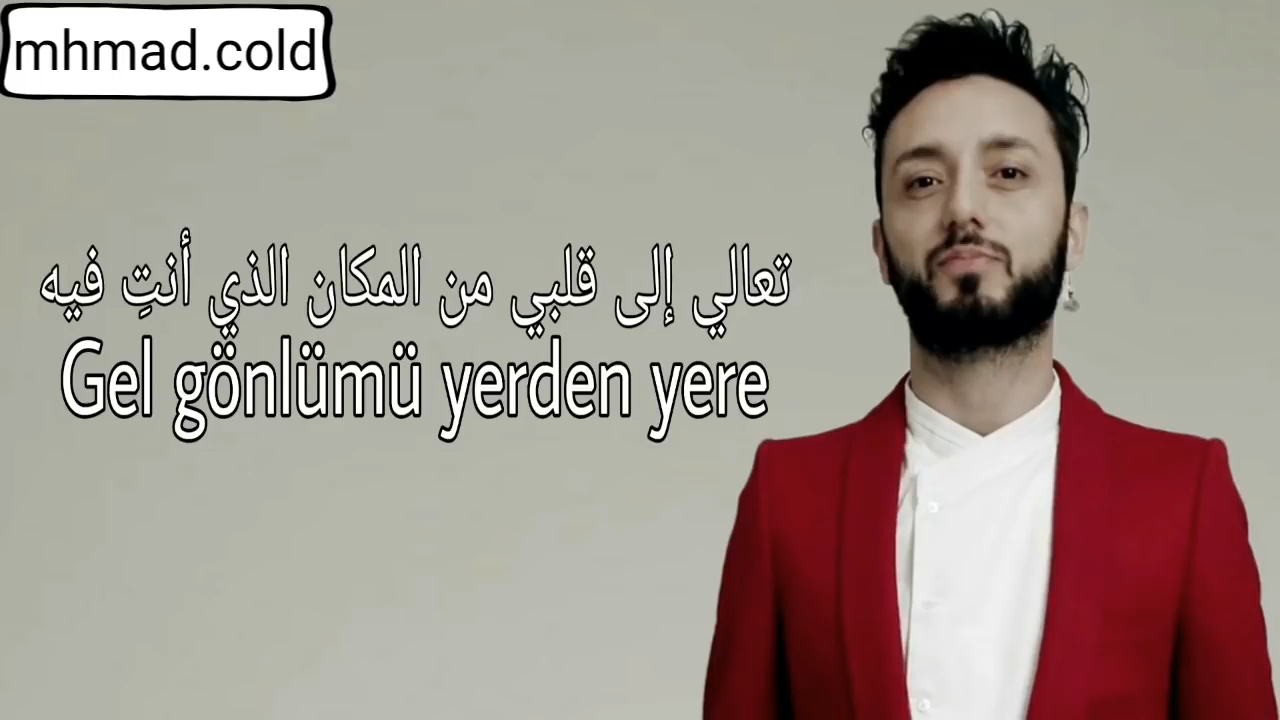 mhmad.cold
تعالي إلى قلبي من المكان الذي أنتِ فيه
Gel gönlümü yerden yere